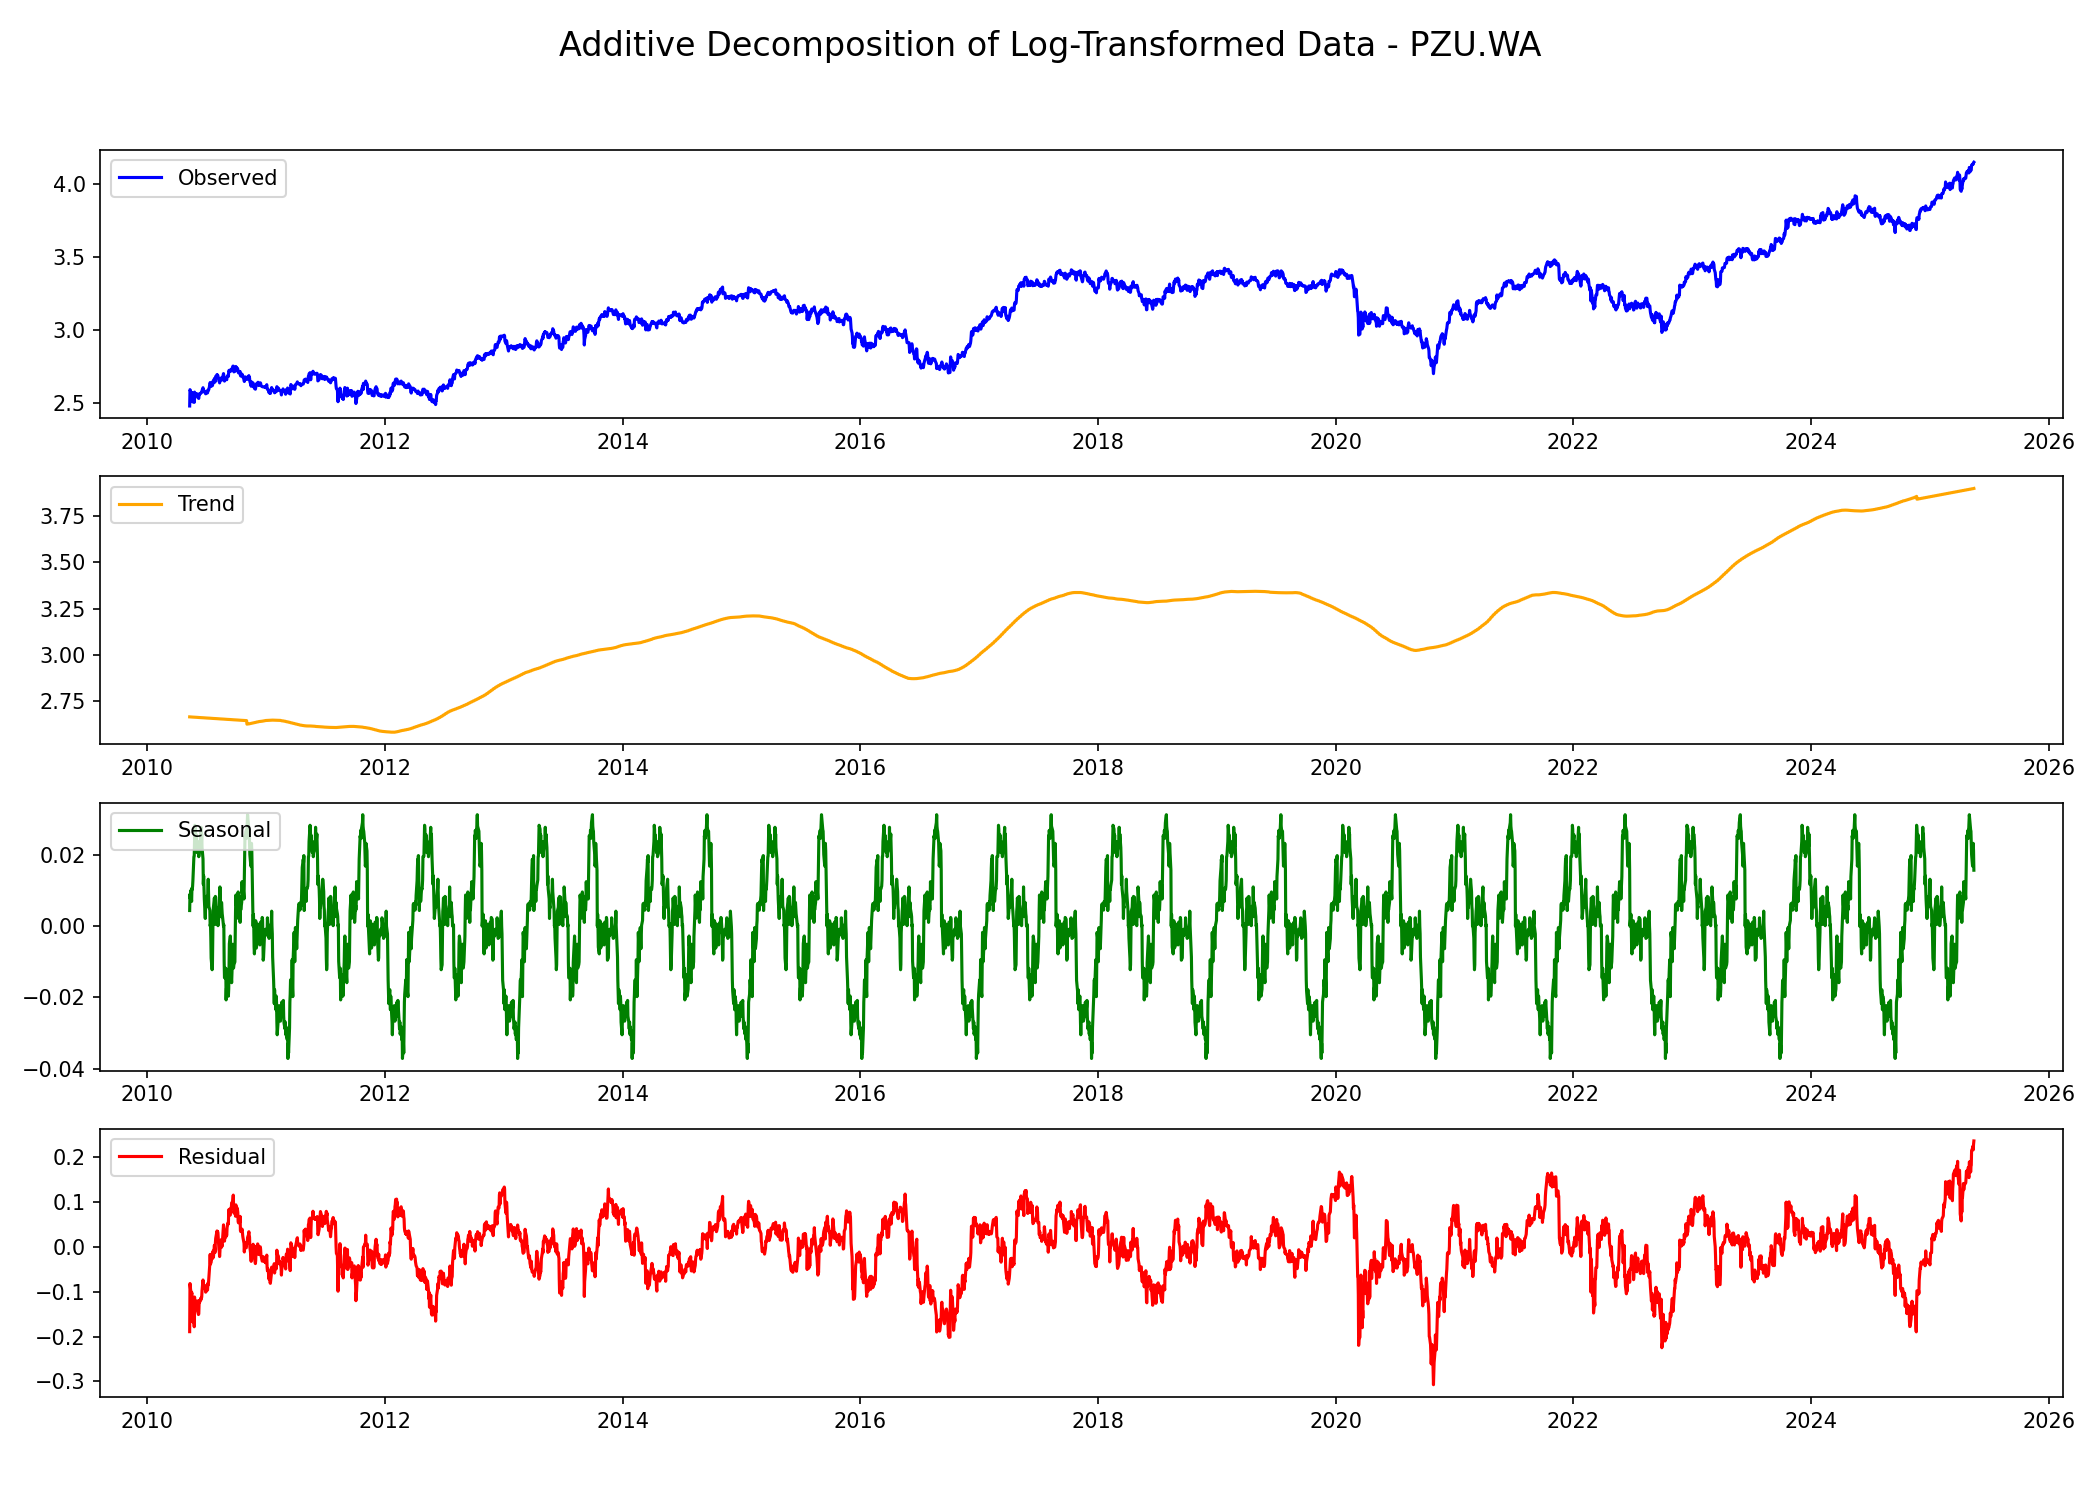 Additive Decomposition of Log-Transformed Data - PZU.WA
Observed
4.0
3.5
3.0
2.5
2010 2012 2014 2016 2018 2020 2022 2024 2026
Trend
3.75
3.50
3.25
3.00
2.75
2010 2012 2014 2016 2018 2020 2022 2024 2026
Seasonal
0.02
0.00
−0.02
−0.04
2010 2012 2014 2016 2018 2020 2022 2024 2026
Residual
0.2
0.1
0.0
−0.1
−0.2
−0.3
2010 2012 2014 2016 2018 2020 2022 2024 2026